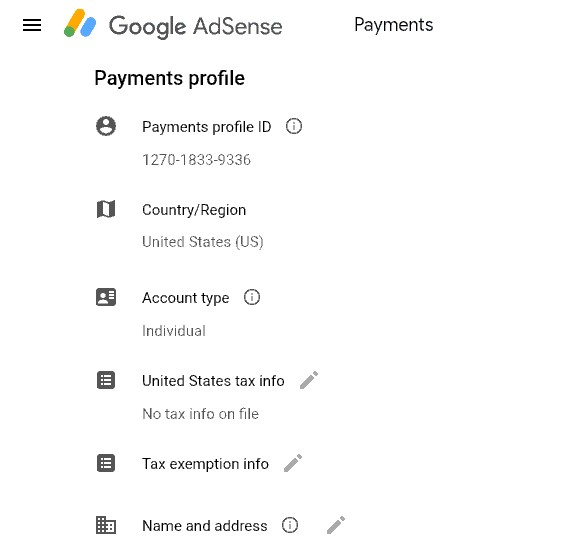 Google AdSense Payments
Payments profile
Payments profile ID
1270-1833-9336
Country/Region
United States (US)
Account type
Individual
United States tax info
No tax info on file
Tax exemption info
Name and address